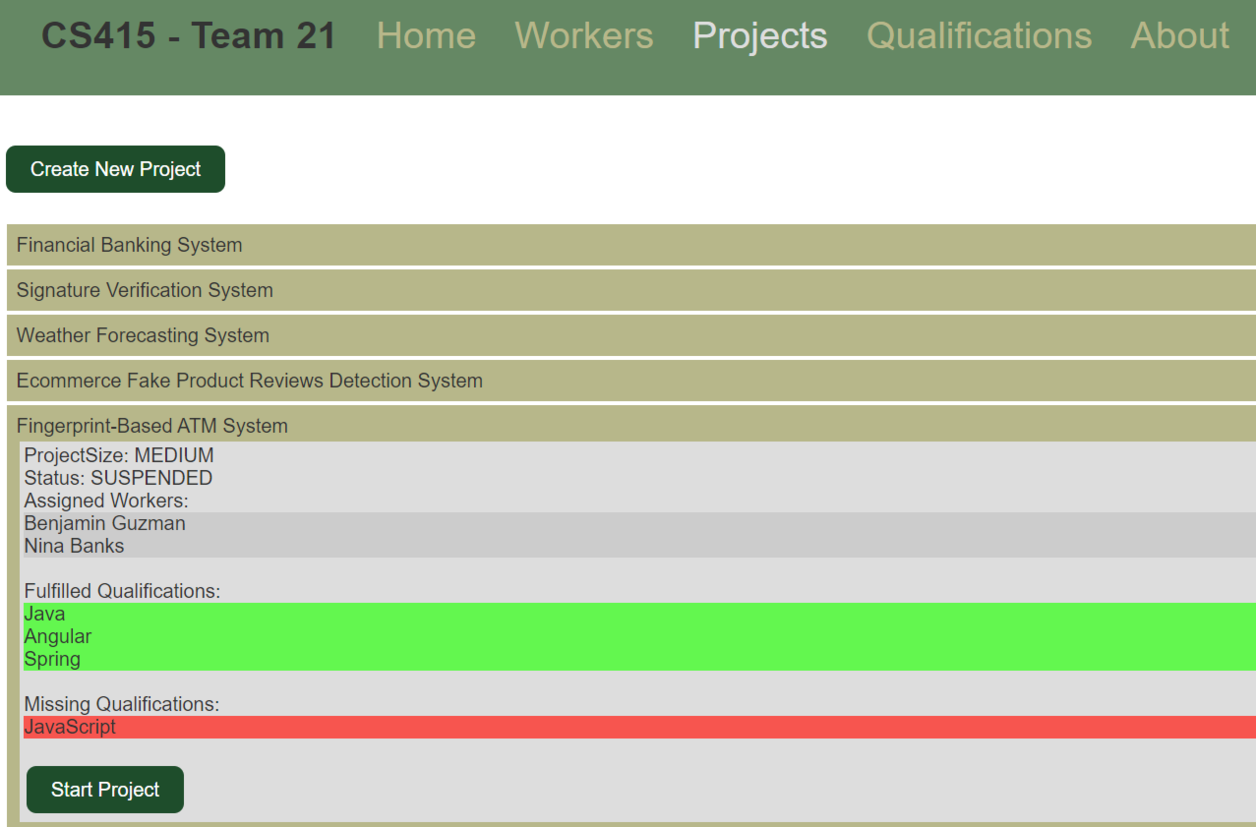 CS415 - Team 21 Home Workers Projects Qualifications About
Create New Project
Financial Banking System
Signature Verification System
Weather Forecasting System
Ecommerce Fake Product Reviews Detection System
Fingerprint-Based ATM System
ProjectSize: MEDIUM
Status: SUSPENDED
Assigned Workers:
Benjamin Guzman
Nina Banks
Fulfilled Qualifications:
Java
Angular
Spring
Missing Qualifications:
JavaScript
Start Project